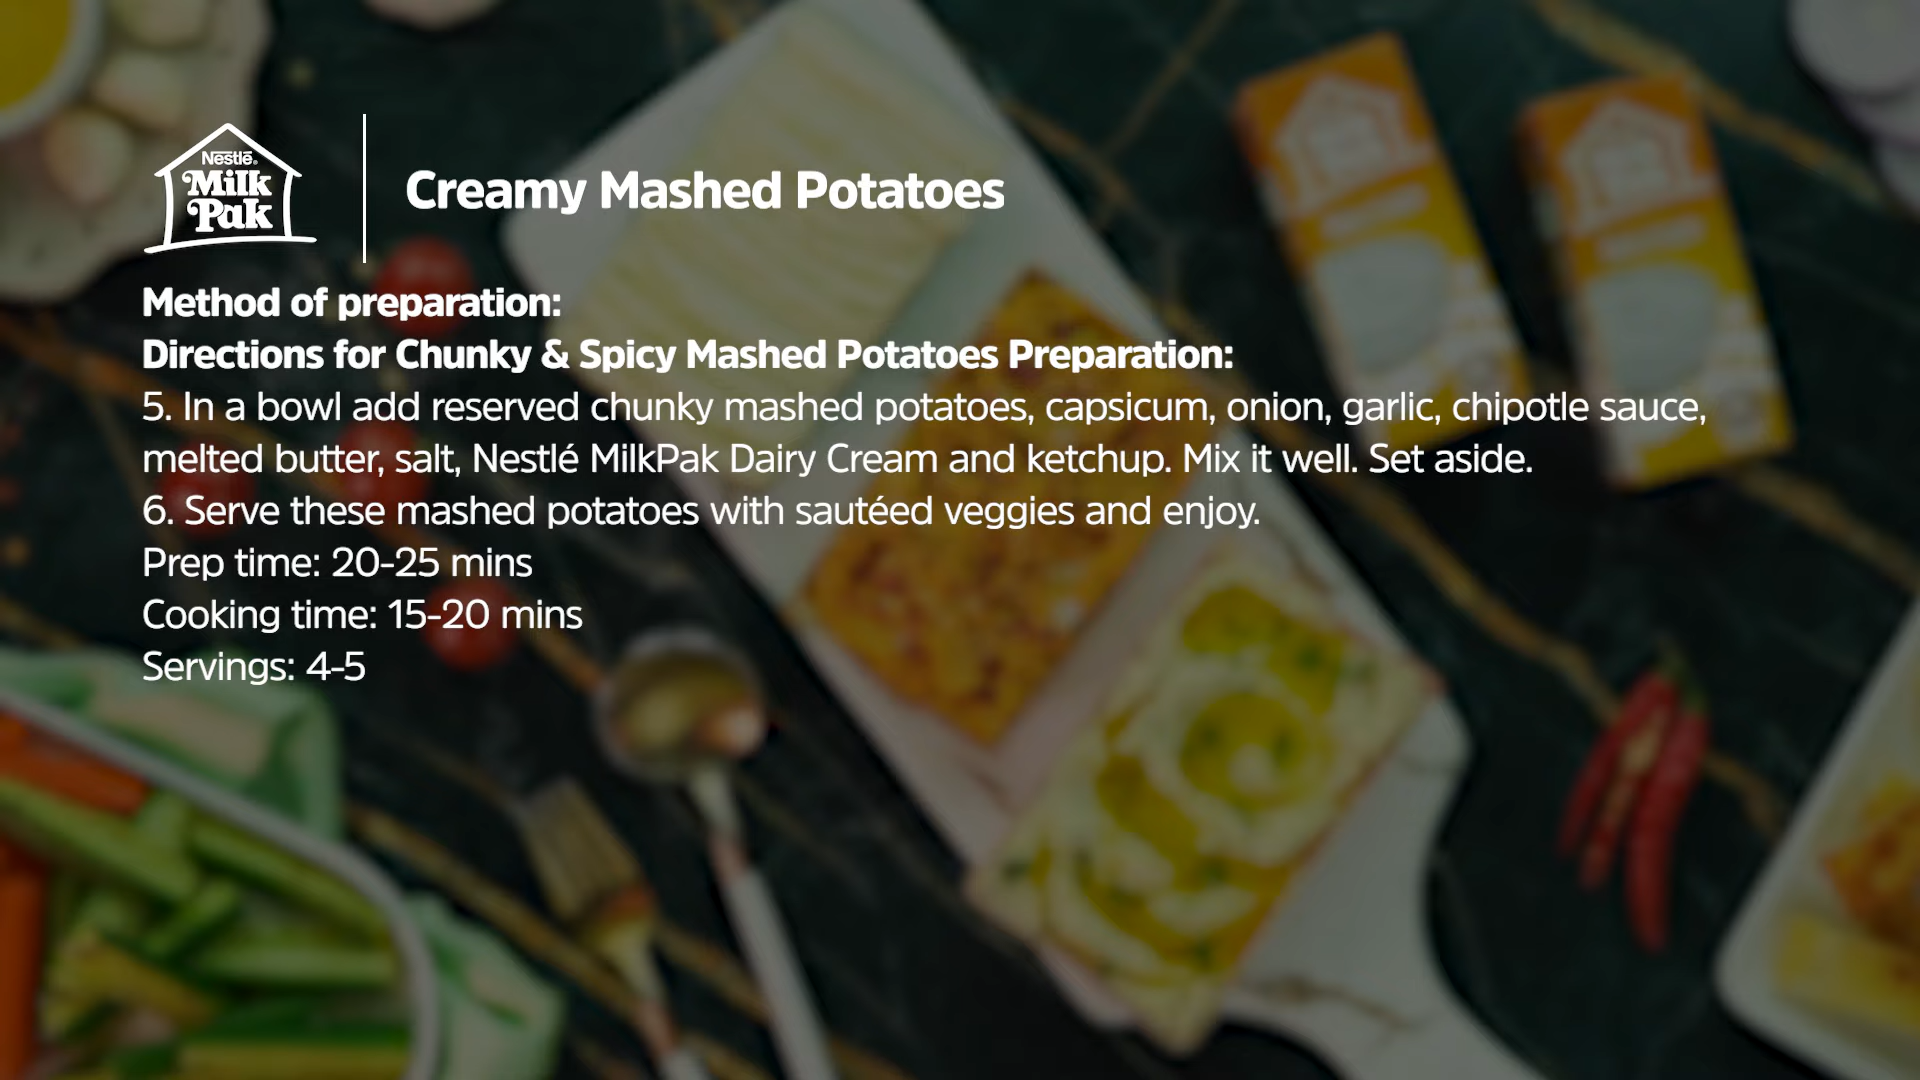 Nestlé®
Milk
Pak
Creamy Mashed Potatoes
Method of preparation:
Directions for Chunky & Spicy Mashed Potatoes Preparation:
5. In a bowl add reserved chunky mashed potatoes, capsicum, onion, garlic, chipotle sauce,
melted butter, salt, Nestlé MilkPak Dairy Cream and ketchup. Mix it well. Set aside.
6. Serve these mashed potatoes with sautéed veggies and enjoy.
Prep time: 20-25 mins
Cooking time: 15-20 mins
Servings: 4-5